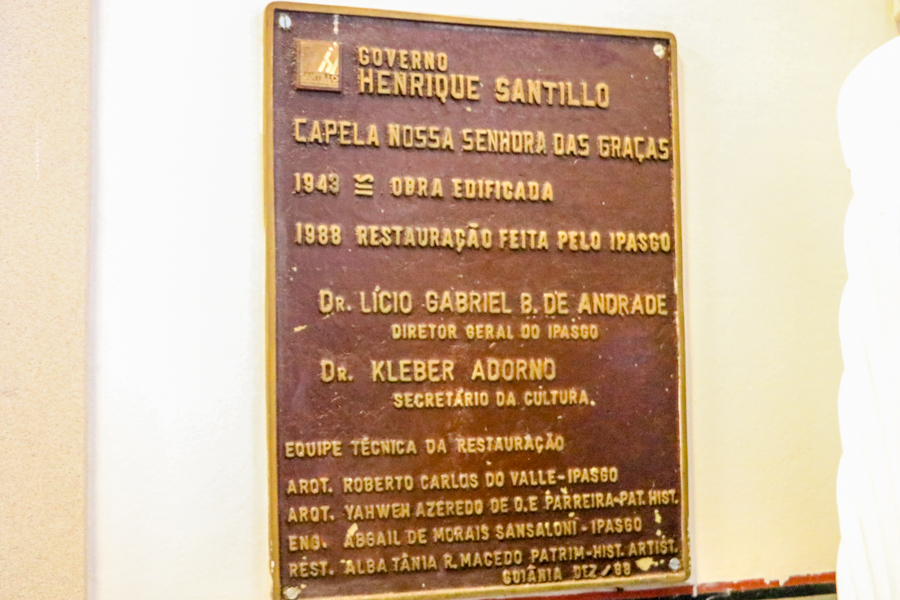 GOVERNO
HENRIQUE SANTILLO
CAPELA NOSSA SENHORA DAS GRAÇAS
1943 OBRA EDIFICADA
1988 RESTAURAÇÃO FEITA PELO IPASGO
DR. LÍCIO GABRIEL B. DE ANDRADE
DIRETOR GERAL DO IPASGO
DR. KLEBER ADORNO
SECRETÁRIO DA CULTURA.
EQUIPE TÉCNICA DA RESTAURAÇÃO
ARQT. ROBERTO CARLOS DO VALLE-IPASGO
ARQT. YAHWEH AZEREDO DE O.E PARREIRA-PAT. HIST.
ENG. ABGAIL DE MORAIS SANSALONI - IPASGO
REST. ALBA TÂNIA R. MACEDO PATRIM-HIST. ARTIST.
GOIÂNIA DEZ/88